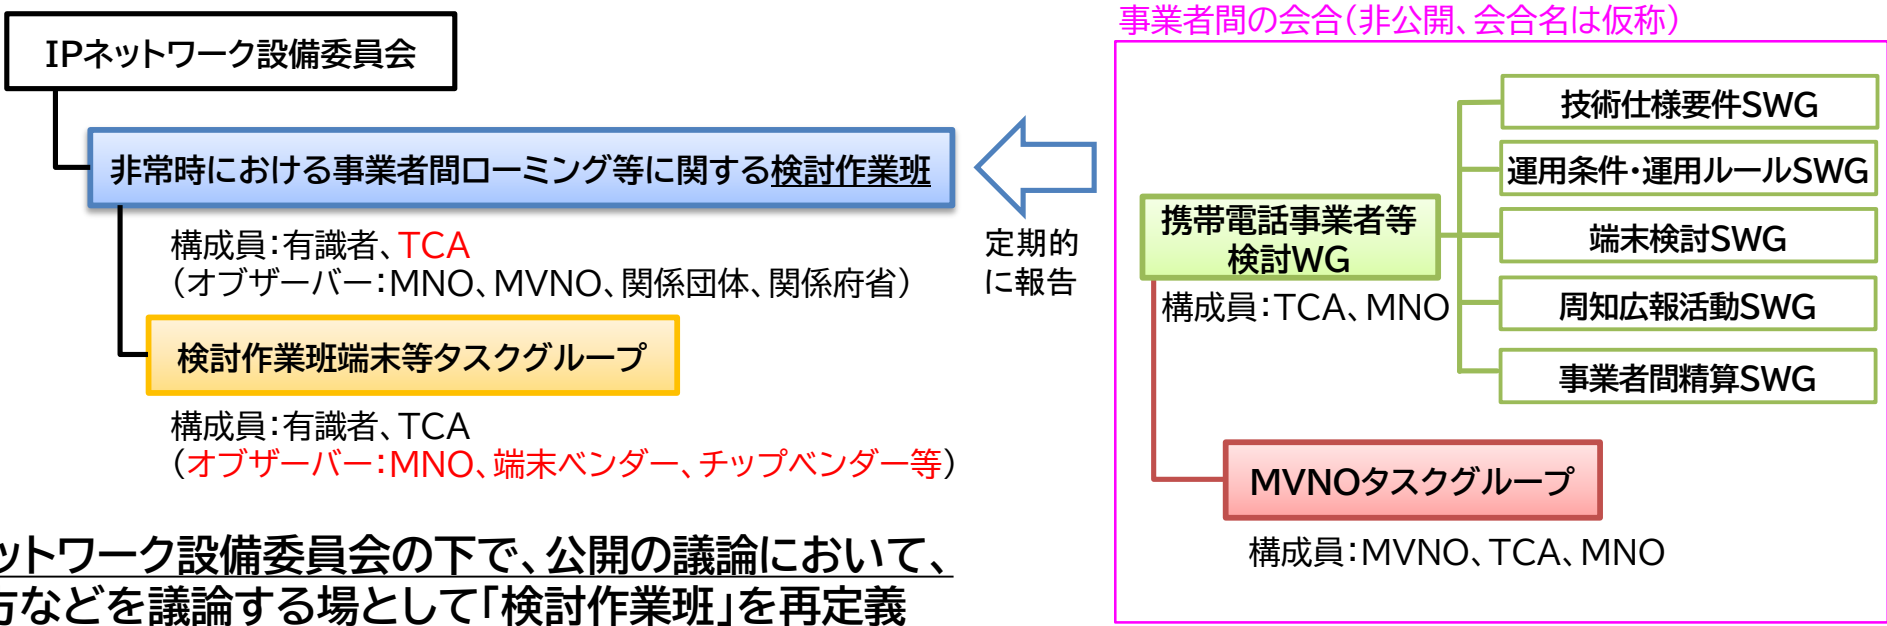 IPネットワーク設備委員会
非常時における事業者間ローミング等に関する検討作業班
構成員：有識者、TCA
（オブザーバー：MNO、MVNO、関係団体、関係府省）
検討作業班端末等タスクグループ
構成員：有識者、TCA
（オブザーバー：MNO、端末ベンダー、チップベンダー等）
定期的
に報告
事業者間の会合（非公開、会合名は仮称）
携帯電話事業者等
検討WG
構成員：TCA、MNO
技術仕様要件SWG
運用条件・運用ルールSWG
端末検討SWG
周知広報活動SWG
事業者間精算SWG
MVNOタスクグループ
構成員：MVNO、TCA、MNO
ットワーク設備委員会の下で、公開の議論において、
方などを議論する場として「検討作業班」を再定義